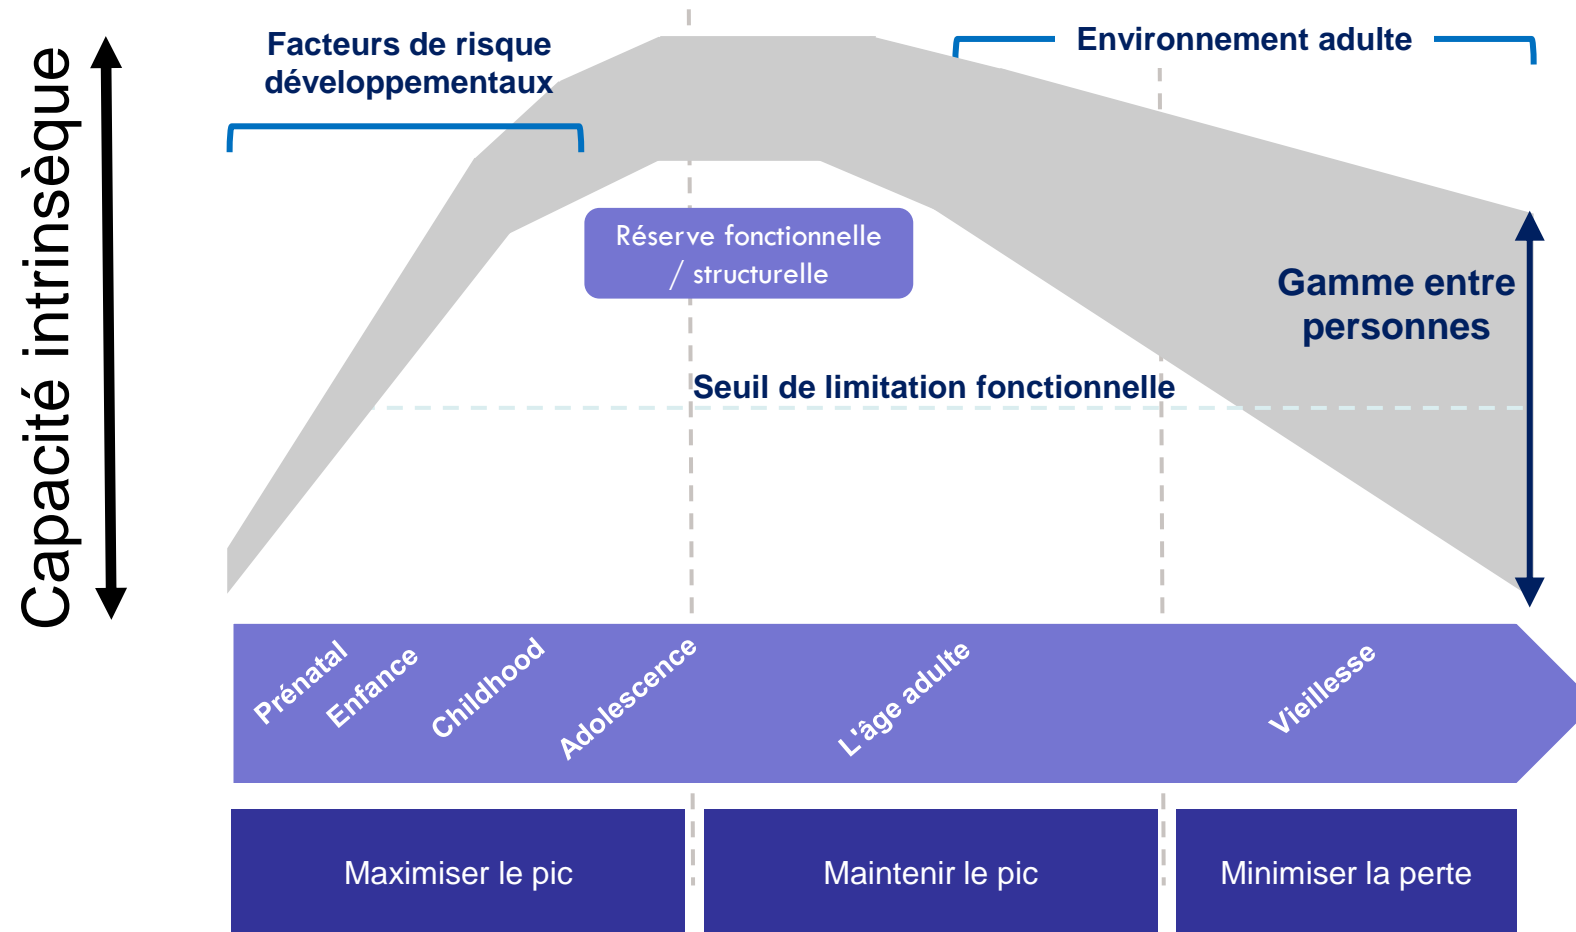 Capacité intrinsèque
Facteurs de risque
développementaux
Environnement adulte
Réserve fonctionnelle
/ structurelle
Gamme entre
personnes
Seuil de limitation fonctionnelle
Prénatal
Enfance
Childhood
Adolescence
L'âge adulte
Vieillesse
Maximiser le pic
Maintenir le pic
Minimiser la perte